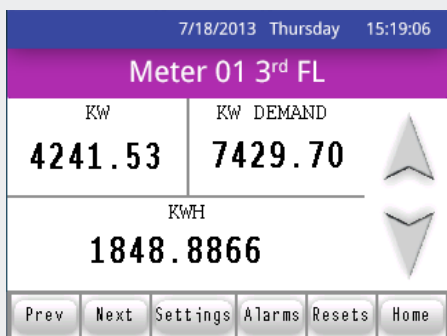 7/18/2013 Thursday 15:19:06
Meter 01 3rd FL
KW KW DEMAND
4241.53 7429.70
KWH
1848.8866
Prev Next Settings Alarms Resets Home